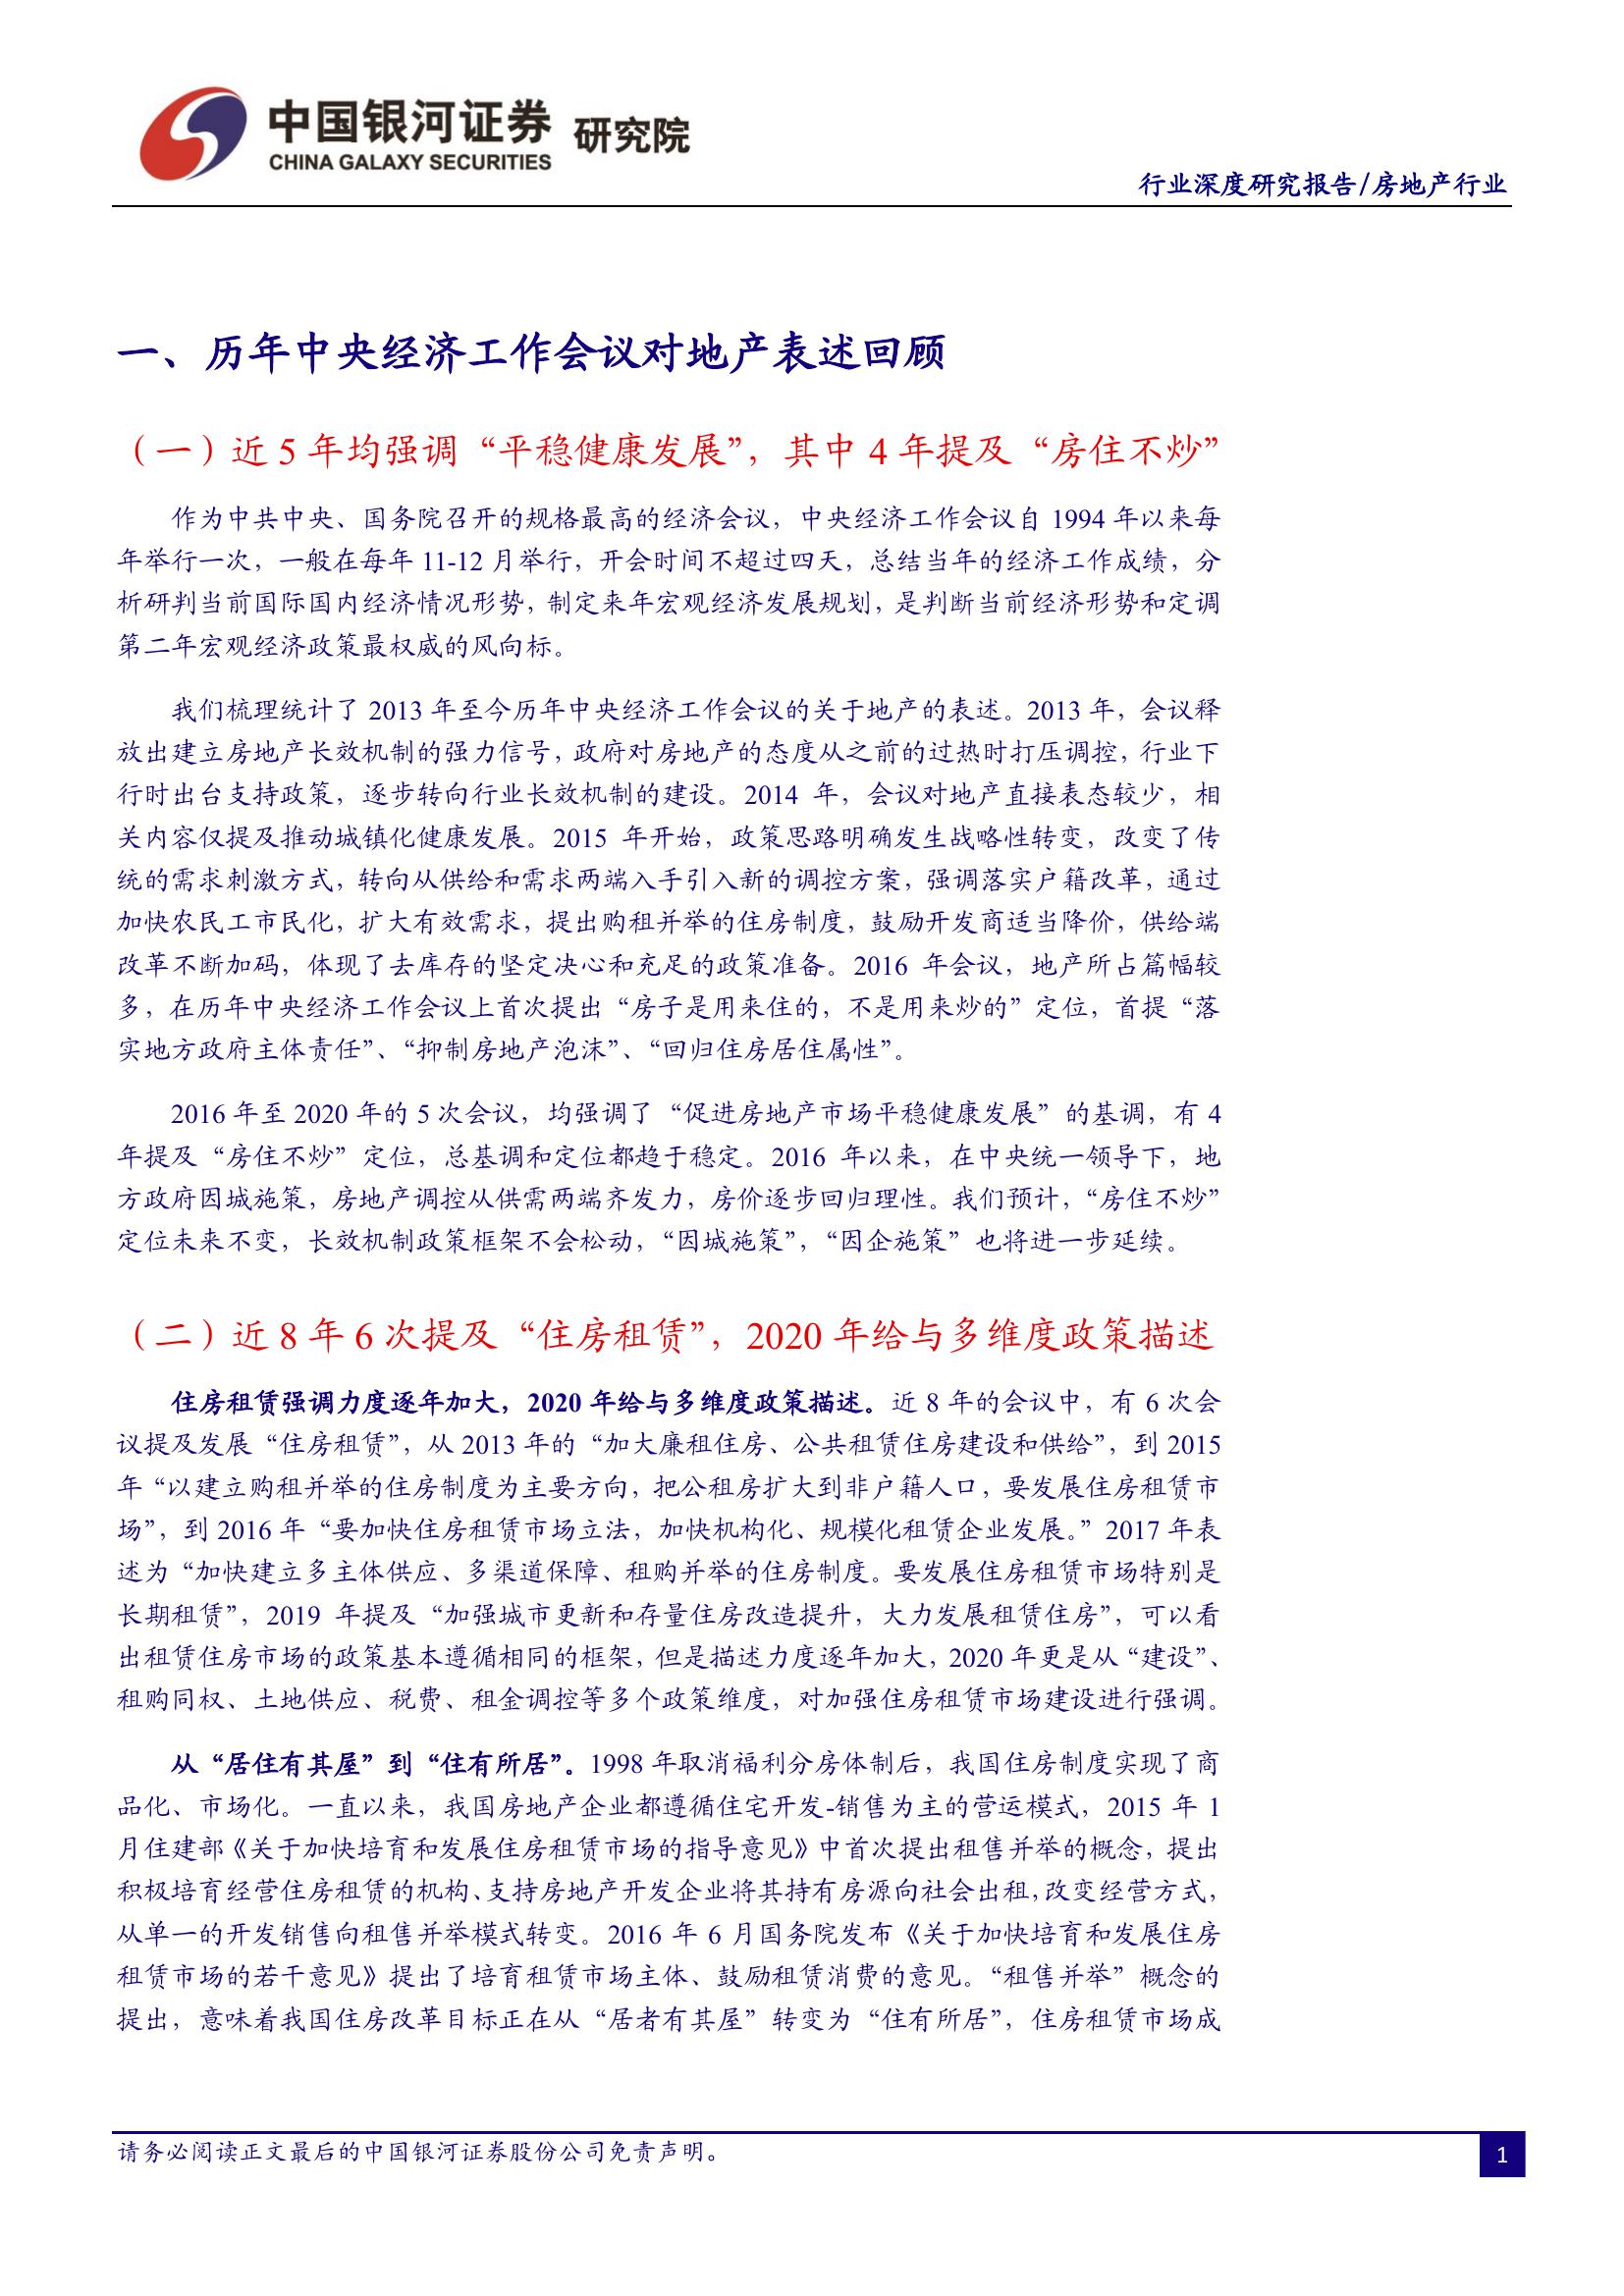 中国银河证券 研究院
CHINA GALAXY SECURITIES
行业深度研究报告/房地产行业
一、历年中央经济工作会议对地产表述回顾
（一）近 5 年均强调“平稳健康发展”，其中 4 年提及“房住不炒”
作为中共中央、国务院召开的规格最高的经济会议，中央经济工作会议自 1994 年以来每
年举行一次，一般在每年 11-12 月举行，开会时间不超过四天，总结当年的经济工作成绩，分
析研判当前国际国内经济情况形势，制定来年宏观经济发展规划，是判断当前经济形势和定调
第二年宏观经济政策最权威的风向标。
我们梳理统计了 2013 年至今历年中央经济工作会议的关于地产的表述。2013 年，会议释
放出建立房地产长效机制的强力信号，政府对房地产的态度从之前的过热时打压调控，行业下
行时出台支持政策，逐步转向行业长效机制的建设。2014 年，会议对地产直接表态较少，相
关内容仅提及推动城镇化健康发展。2015 年开始，政策思路明确发生战略性转变，改变了传
统的需求刺激方式，转向从供给和需求两端入手引入新的调控方案，强调落实户籍改革，通过
加快农民工市民化，扩大有效需求，提出购租并举的住房制度，鼓励开发商适当降价，供给端
改革不断加码，体现了去库存的坚定决心和充足的政策准备。2016 年会议，地产所占篇幅较
多，在历年中央经济工作会议上首次提出“房子是用来住的，不是用来炒的”定位，首提“落
实地方政府主体责任”、“抑制房地产泡沫”、“回归住房居住属性”。
2016 年至 2020 年的 5 次会议，均强调了“促进房地产市场平稳健康发展”的基调，有 4
年提及“房住不炒”定位，总基调和定位都趋于稳定。2016 年以来，在中央统一领导下，地
方政府因城施策，房地产调控从供需两端齐发力，房价逐步回归理性。我们预计，“房住不炒”
定位未来不变，长效机制政策框架不会松动，“因城施策”，“因企施策”也将进一步延续。
（二）近 8 年 6 次提及“住房租赁”，2020 年给与多维度政策描述
住房租赁强调力度逐年加大，2020 年给与多维度政策描述。近 8 年的会议中，有 6 次会
议提及发展“住房租赁”，从 2013 年的“加大廉租住房、公共租赁住房建设和供给”，到 2015
年“以建立购租并举的住房制度为主要方向，把公租房扩大到非户籍人口，要发展住房租赁市
场”，到 2016 年“要加快住房租赁市场立法，加快机构化、规模化租赁企业发展。”2017 年表
述为“加快建立多主体供应、多渠道保障、租购并举的住房制度。要发展住房租赁市场特别是
长期租赁”，2019 年提及“加强城市更新和存量住房改造提升，大力发展租赁住房”，可以看
出租赁住房市场的政策基本遵循相同的框架，但是描述力度逐年加大，2020 年更是从“建设”、
租购同权、土地供应、税费、租金调控等多个政策维度，对加强住房租赁市场建设进行强调。
从“居住有其屋”到“住有所居”。1998 年取消福利分房体制后，我国住房制度实现了商
品化、市场化。一直以来，我国房地产企业都遵循住宅开发-销售为主的营运模式，2015 年 1
月住建部《关于加快培育和发展住房租赁市场的指导意见》中首次提出租售并举的概念，提出
积极培育经营住房租赁的机构、支持房地产开发企业将其持有房源向社会出租，改变经营方式，
从单一的开发销售向租售并举模式转变。2016 年 6 月国务院发布《关于加快培育和发展住房
租赁市场的若干意见》提出了培育租赁市场主体、鼓励租赁消费的意见。“租售并举”概念的
提出，意味着我国住房改革目标正在从“居者有其屋”转变为“住有所居”，住房租赁市场成
请务必阅读正文最后的中国银河证券股份公司免责声明。
1